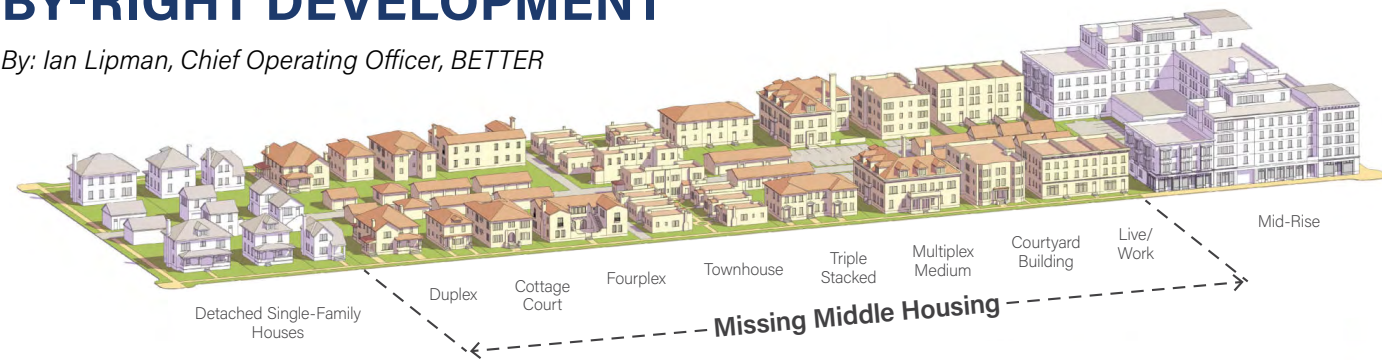 BY-RIGHT DEVELOPMENT
By: Ian Lipman, Chief Operating Officer, BETTER
Detached Single-Family
Houses
Duplex
Cottage
Court
Fourplex
Townhouse
Triple
Stacked
Multiplex
Medium
Courtyard
Building
Live/
Work
Mid-Rise
Missing Middle Housing